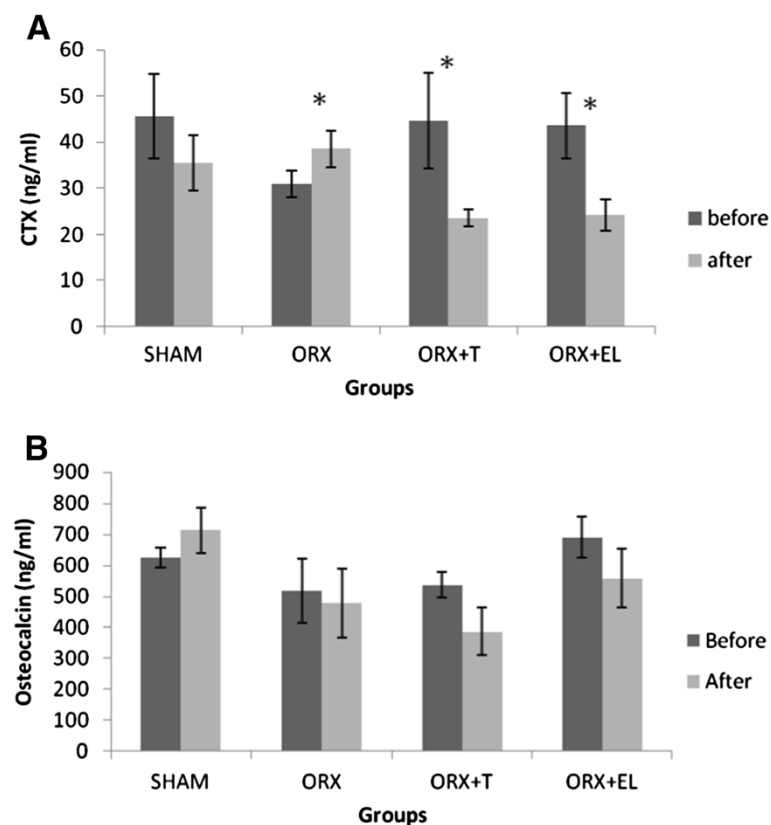 A
60
50
40
30
20
10
0
CTX (ng/ml)
*
*
*
SHAM
ORX
ORX+T
ORX+EL
Groups
before
after
B
900
800
700
600
500
400
300
200
100
0
Osteocalcin (ng/ml)
SHAM
ORX
ORX+T
ORX+EL
Groups
Before
After